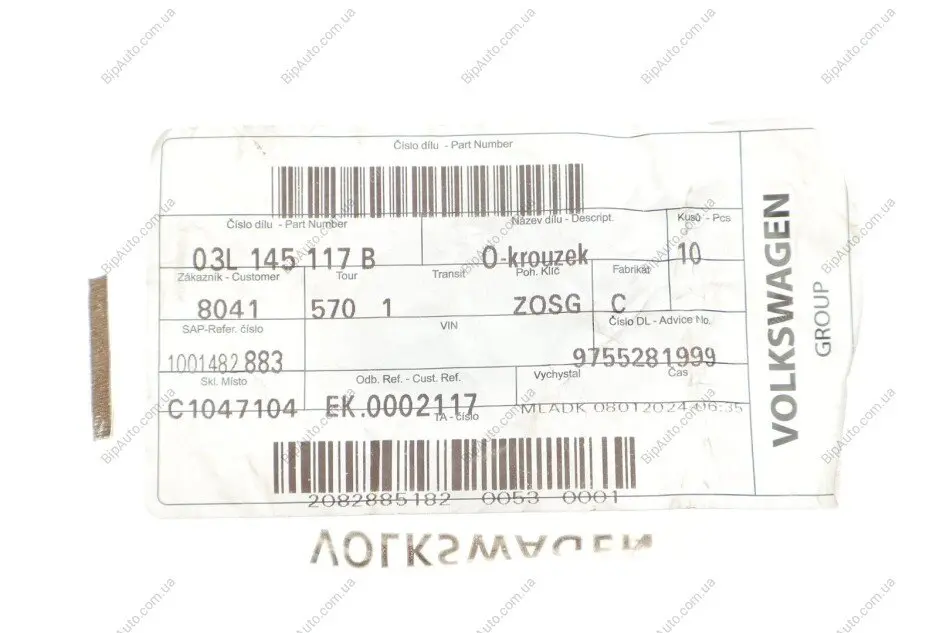 Číslo dílu - Part Number
Číslo dílu - Part Number
Název dílu - Descript.
Kusů - Pcs
03L 145 117 B
O-krouzek
10
Zákazník - Customer
Tour
Transit
Poh. Klíč
Fabrikát
8041
570 1
ZOSG
C
SAP-Refer. číslo
VIN
Číslo DL - Advice No.
1001482883
9755281999
Skl. Místo
Odb. Ref. - Cust. Ref.
Vychystal
Čas
C1047104
EK.0002117
MLADK 08012024 06:35
TA - číslo
2082885182 0053 0001
VOLKSWAGEN
GROUP
VOLKSWAGEN
BipAuto.com.ua